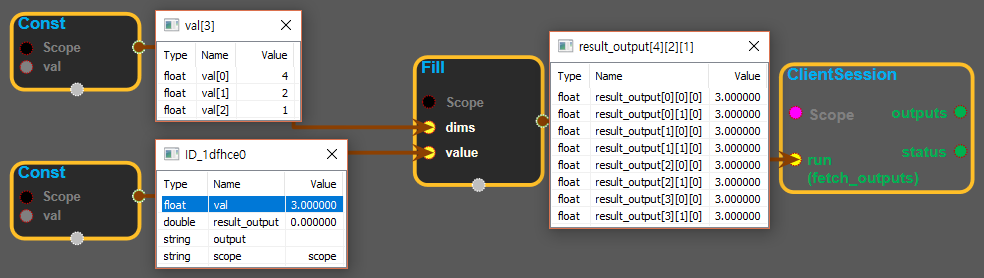 Const
Scope
val
val[3]
Type Name Value
float val[0] 4
float val[1] 2
float val[2] 1
Const
Scope
val
ID_1dfhce0
Type Name Value
float val 3.000000
double result_output 0.000000
string output
string scope scope
Fill
Scope
dims
value
result_output[4][2][1]
Type Name Value
float result_output[0][0][0] 3.000000
float result_output[0][1][0] 3.000000
float result_output[1][0][0] 3.000000
float result_output[1][1][0] 3.000000
float result_output[2][0][0] 3.000000
float result_output[2][1][0] 3.000000
float result_output[3][0][0] 3.000000
float result_output[3][1][0] 3.000000
ClientSession
Scope outputs
status
run
(fetch_outputs)